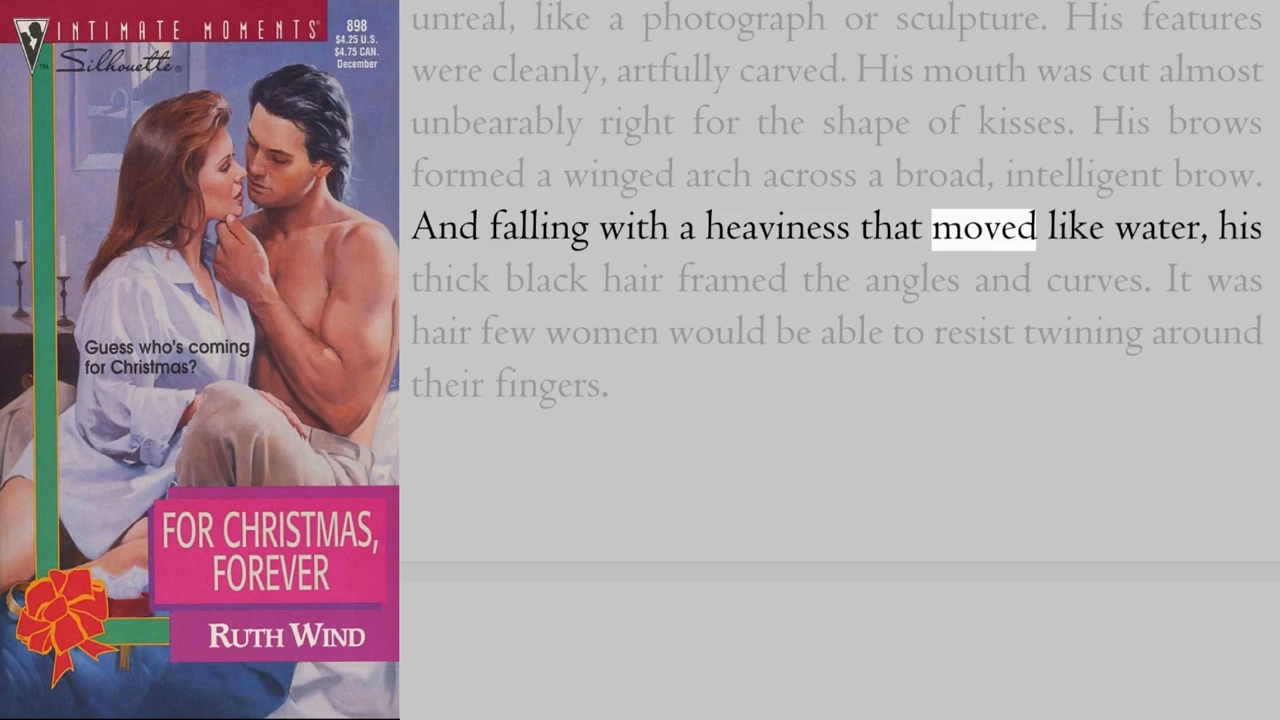 INTIMATE MOMENTS®
898
$4.25 U.S.
$4.75 CAN.
December
™ Silhouette®
Guess who's coming
for Christmas?
FOR CHRISTMAS,
FOREVER
RUTH WIND
unreal, like a photograph or sculpture. His features
were cleanly, artfully carved. His mouth was cut almost
unbearably right for the shape of kisses. His brows
formed a winged arch across a broad, intelligent brow.
And falling with a heaviness that moved like water, his
thick black hair framed the angles and curves. It was
hair few women would be able to resist twining around
their fingers.